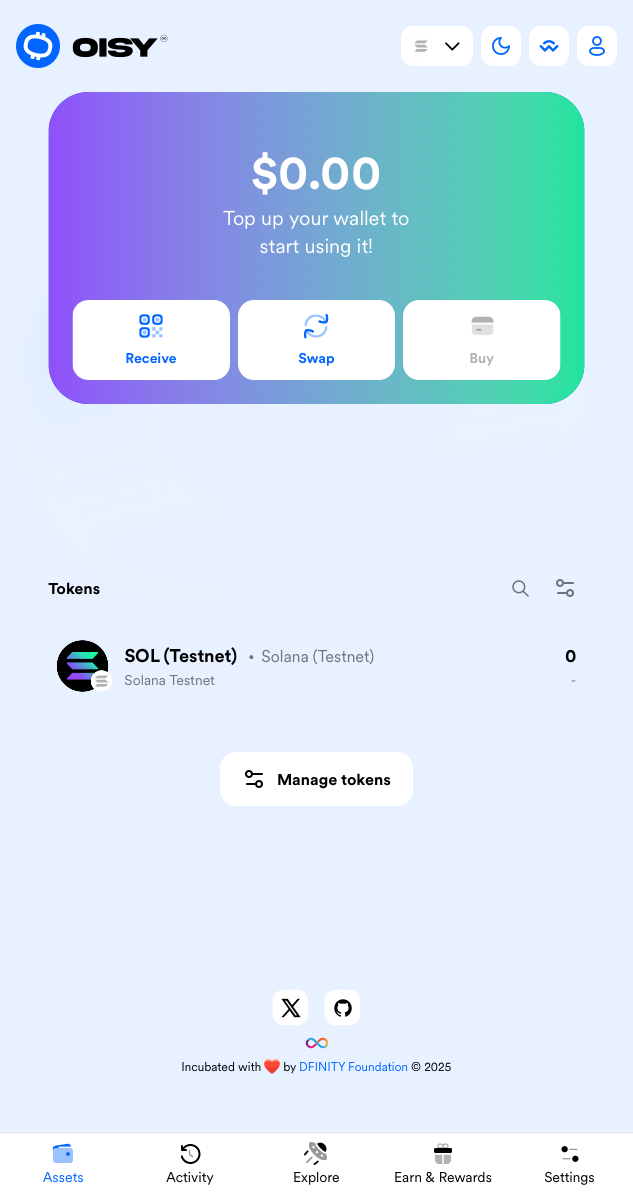 OISY
$0.00
Top up your wallet to
start using it!
Receive
Swap
Buy
Tokens
SOL (Testnet) • Solana (Testnet)
0
Solana Testnet
-
Manage tokens
Incubated with ❤️ by DFINITY Foundation © 2025
Assets
Activity
Explore
Earn & Rewards
Settings